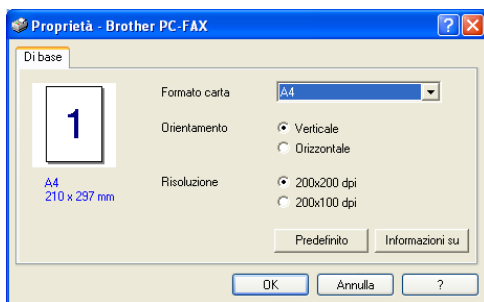 Proprietà - Brother PC-FAX
Di base
1
A4
210 x 297 mm
Formato carta
A4
Orientamento
Verticale
Orizzontale
Risoluzione
200x200 dpi
200x100 dpi
Predefinito
Informazioni su
OK
Annulla
?